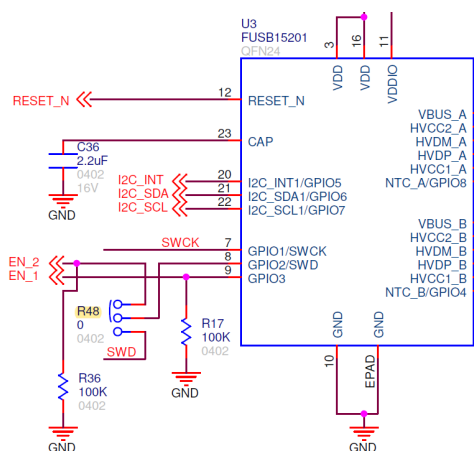 U3
FUSB15201
QFN24
3
16
11
VDD
VDD
VDDIO
RESET_N
12
RESET_N
VBUS_A
HVCC2_A
HVDM_A
HVDP_A
HVCC1_A
NTC_A/GPIO8
23
CAP
C36
2.2uF
0402
16V
GND
I2C_INT
20
I2C_INT1/GPIO5
I2C_SDA
21
I2C_SDA1/GPIO6
I2C_SCL
22
I2C_SCL1/GPIO7
VBUS_B
HVCC2_B
HVDM_B
HVDP_B
HVCC1_B
NTC_B/GPIO4
SWCK
7
GPIO1/SWCK
EN_2
8
GPIO2/SWD
EN_1
9
GPIO3
R48
0
0402
SWD
R17
100K
0402
GND
R36
100K
0402
GND
GND
GND
10
EPAD
GND